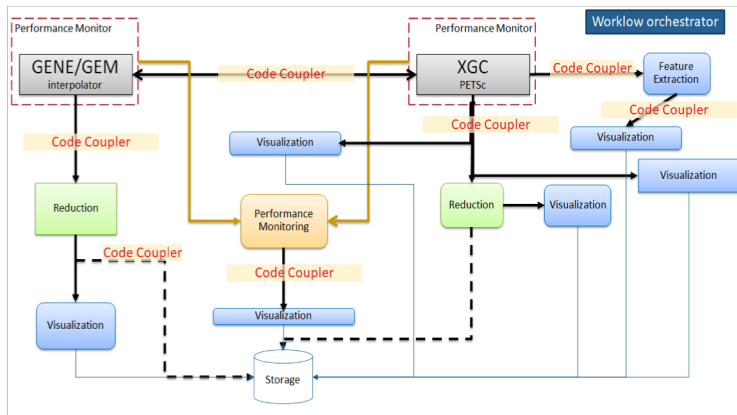 Performance Monitor
Performance Monitor
Worklow orchestrator
GENE/GEM
interpolator
Code Coupler
XGC
PETSc
Code Coupler
Feature
Extraction
Code Coupler
Code Coupler
Code Coupler
Visualization
Visualization
Visualization
Reduction
Performance
Monitoring
Reduction
Visualization
Code Coupler
Code Coupler
Visualization
Visualization
Storage